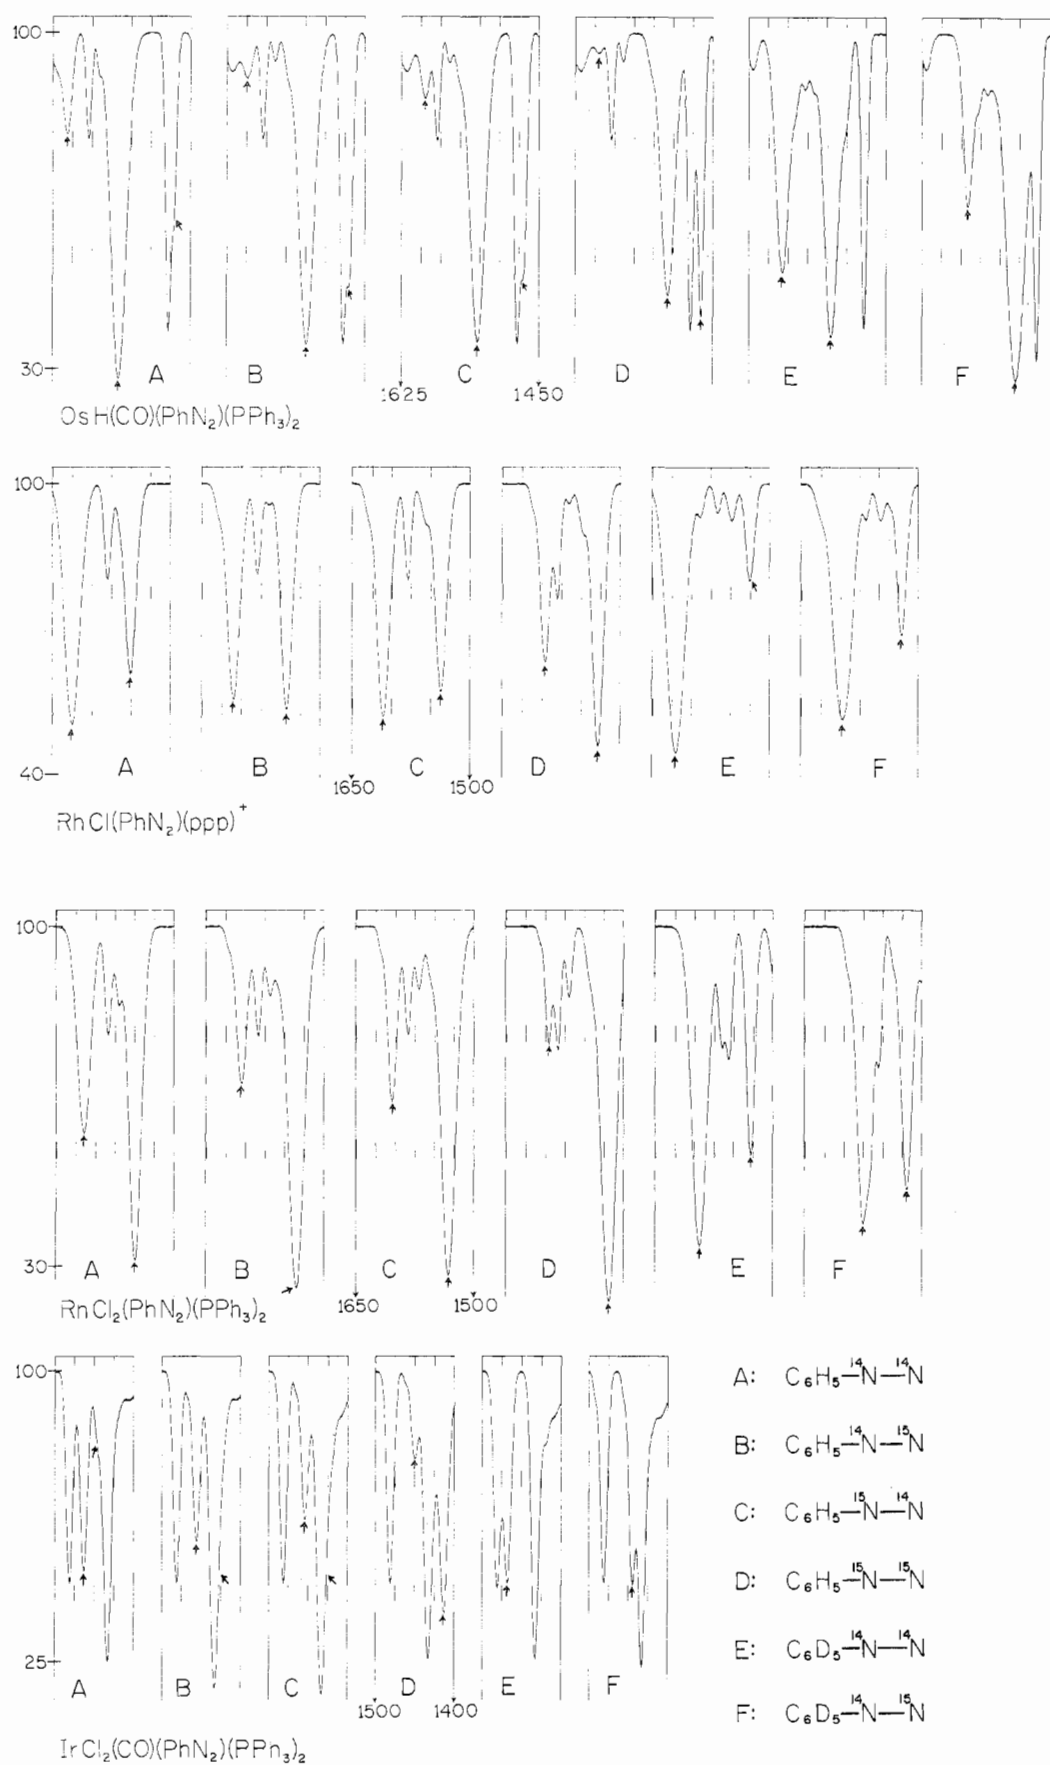 100
30
A B C D E F
1625 1450
OsH(CO)(PhN₂)(PPh₃)₂
100
40
A B C D E F
1650 1500
RhCl(PhN₂)(ppp)⁺
100
30
A B C D E F
1650 1500
RhCl₂(PhN₂)(PPh₃)₂
100
25
A B C D E F
1500 1400
IrCl₂(CO)(PhN₂)(PPh₃)₂
A: C₆H₅—¹⁴N—¹⁴N
B: C₆H₅—¹⁴N—¹⁵N
C: C₆H₅—¹⁵N—¹⁴N
D: C₆H₅—¹⁵N—¹⁵N
E: C₆D₅—¹⁴N—¹⁴N
F: C₆D₅—¹⁴N—¹⁵N